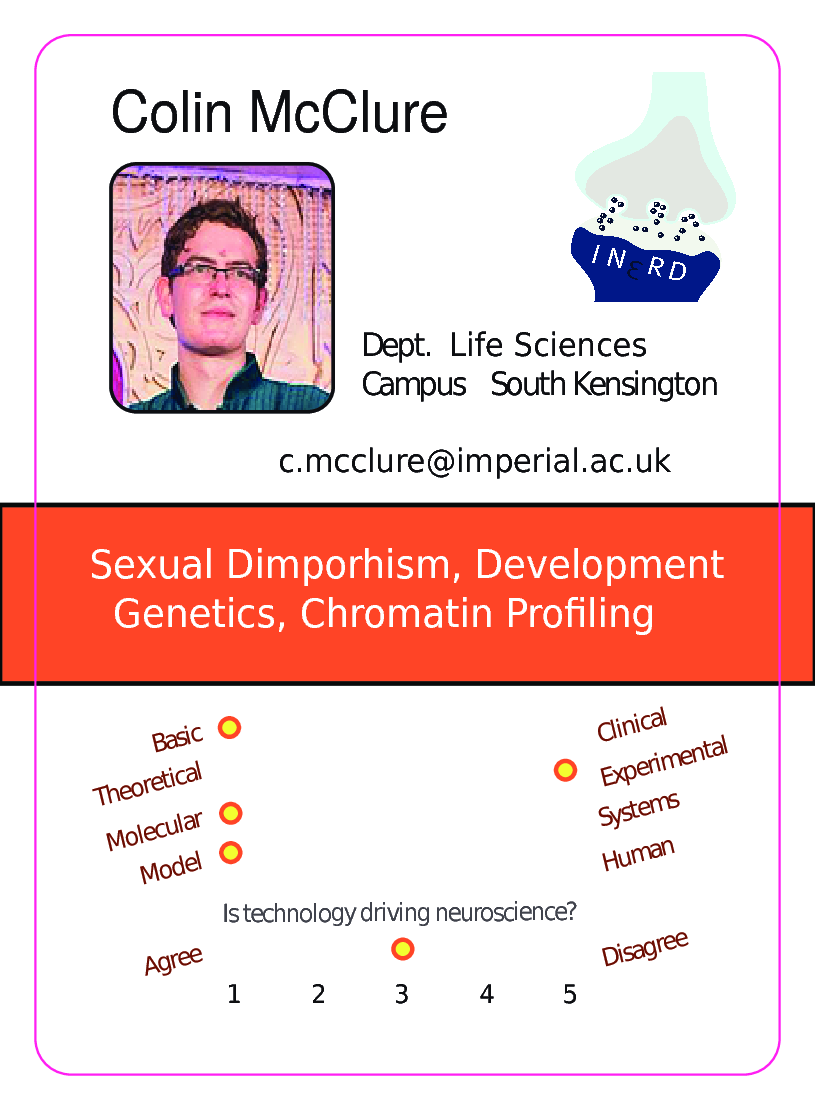 Colin McClure
INεRD
Dept. Life Sciences
Campus South Kensington
c.mcclure@imperial.ac.uk
Sexual Dimporhism, Development
Genetics, Chromatin Profiling
Basic Clinical
Theoretical Experimental
Molecular Systems
Model Human
Is technology driving neuroscience?
Agree Disagree
1 2 3 4 5